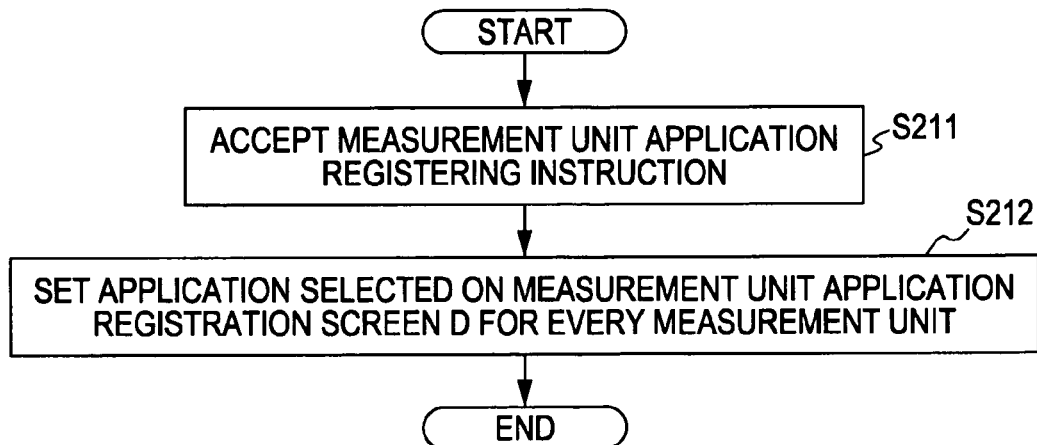 START
ACCEPT MEASUREMENT UNIT APPLICATION
REGISTERING INSTRUCTION
S211
S212
SET APPLICATION SELECTED ON MEASUREMENT UNIT APPLICATION
REGISTRATION SCREEN D FOR EVERY MEASUREMENT UNIT
END